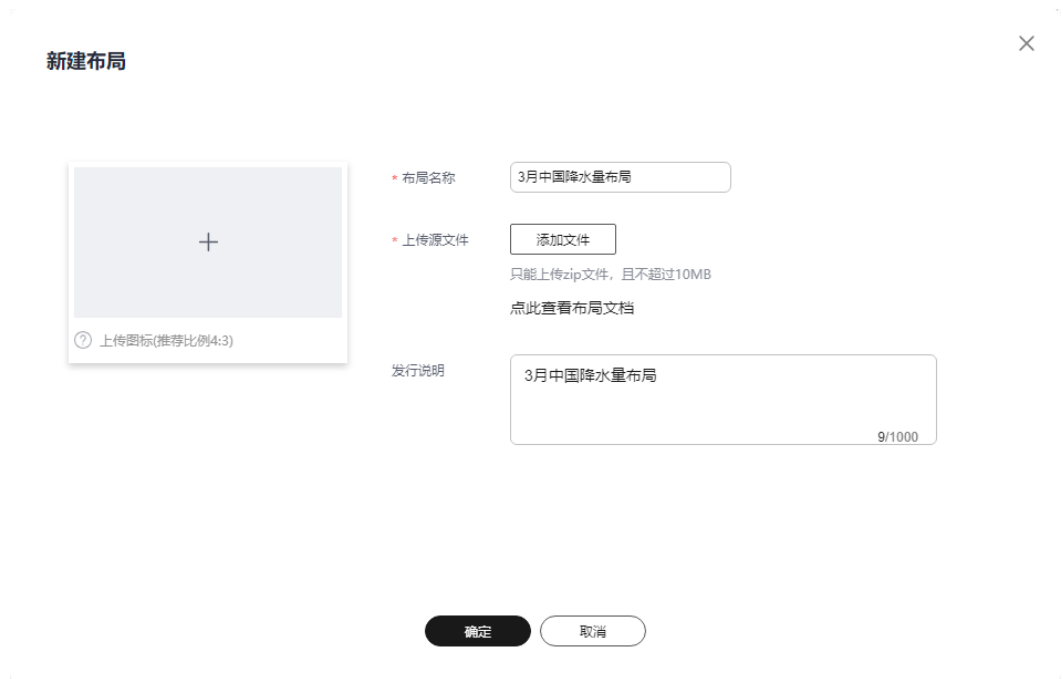 新建布局
* 布局名称
3月中国降水量布局
* 上传源文件
添加文件
只能上传zip文件，且不超过10MB
点此查看布局文档
? 上传图标(推荐比例4:3)
发行说明
3月中国降水量布局
9/1000
确定
取消